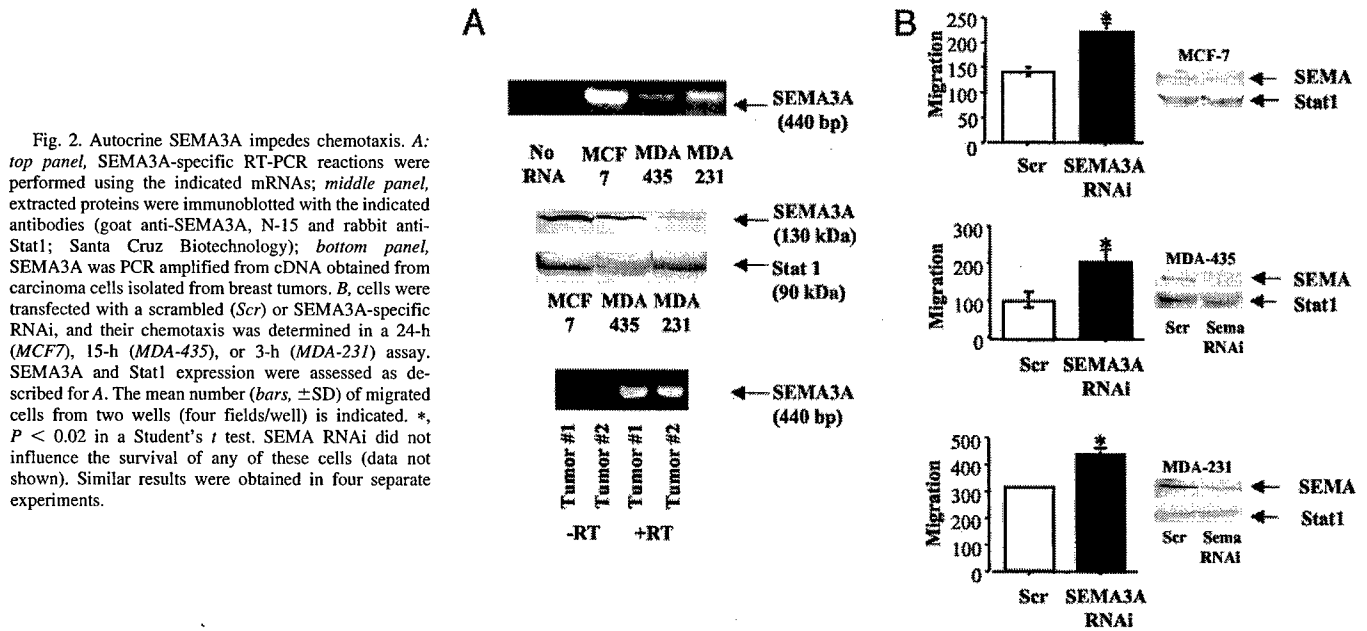 Fig. 2. Autocrine SEMA3A impedes chemotaxis. A:
top panel, SEMA3A-specific RT-PCR reactions were
performed using the indicated mRNAs; middle panel,
extracted proteins were immunoblotted with the indicated
antibodies (goat anti-SEMA3A, N-15 and rabbit anti-
Stat1; Santa Cruz Biotechnology); bottom panel,
SEMA3A was PCR amplified from cDNA obtained from
carcinoma cells isolated from breast tumors. B, cells were
transfected with a scrambled (Scr) or SEMA3A-specific
RNAi, and their chemotaxis was determined in a 24-h
(MCF7), 15-h (MDA-435), or 3-h (MDA-231) assay.
SEMA3A and Stat1 expression were assessed as de-
scribed for A. The mean number (bars, ±SD) of migrated
cells from two wells (four fields/well) is indicated. *,
P < 0.02 in a Student's t test. SEMA RNAi did not
influence the survival of any of these cells (data not
shown). Similar results were obtained in four separate
experiments.
A
SEMA3A
(440 bp)
No MCF MDA MDA
RNA 7 435 231
SEMA3A
(130 kDa)
Stat 1
(90 kDa)
MCF MDA MDA
7 435 231
SEMA3A
(440 bp)
Tumor #1
Tumor #2
Tumor #1
Tumor #2
-RT +RT
B
Migration
250
200
150
100
50
0
*
Scr SEMA3A
RNAi
MCF-7
SEMA
Stat1
Migration
300
200
100
0
*
Scr SEMA3A
RNAi
MDA-435
SEMA
Stat1
Scr Sema
RNAi
Migration
500
400
300
200
100
0
*
Scr SEMA3A
RNAi
MDA-231
SEMA
Stat1
Scr Sema
RNAi